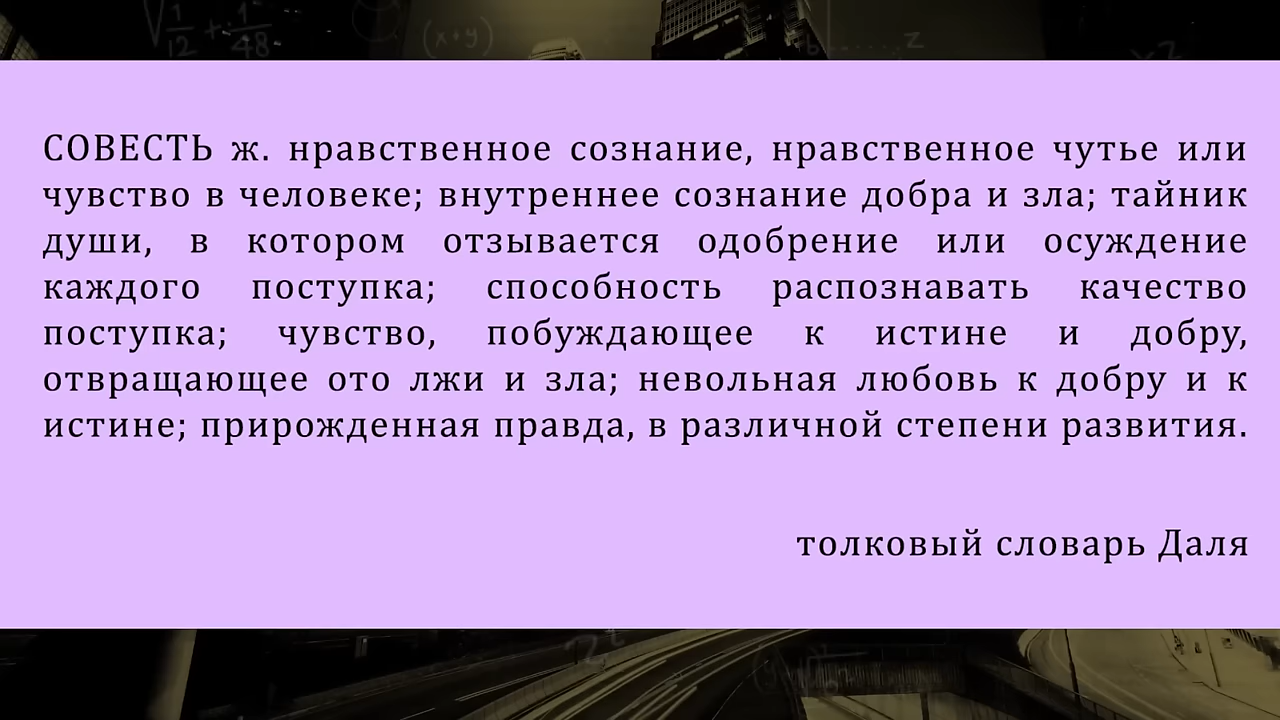 СОВЕСТЬ ж. нравственное сознание, нравственное чутье или
чувство в человеке; внутреннее сознание добра и зла; тайник
души, в котором отзывается одобрение или осуждение
каждого поступка; способность распознавать качество
поступка; чувство, побуждающее к истине и добру,
отвращающее ото лжи и зла; невольная любовь к добру и к
истине; прирожденная правда, в различной степени развития.
толковый словарь Даля